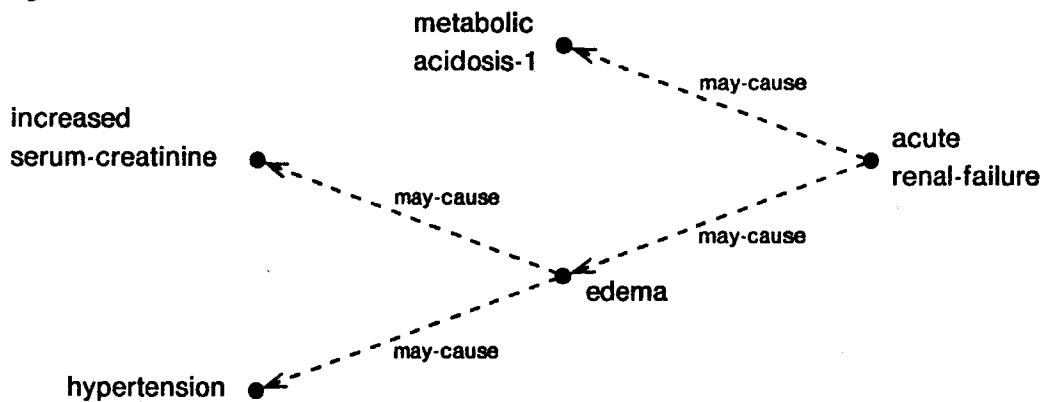 metabolic
acidosis-1
may-cause
increased
serum-creatinine
acute
renal-failure
may-cause
may-cause
edema
may-cause
hypertension